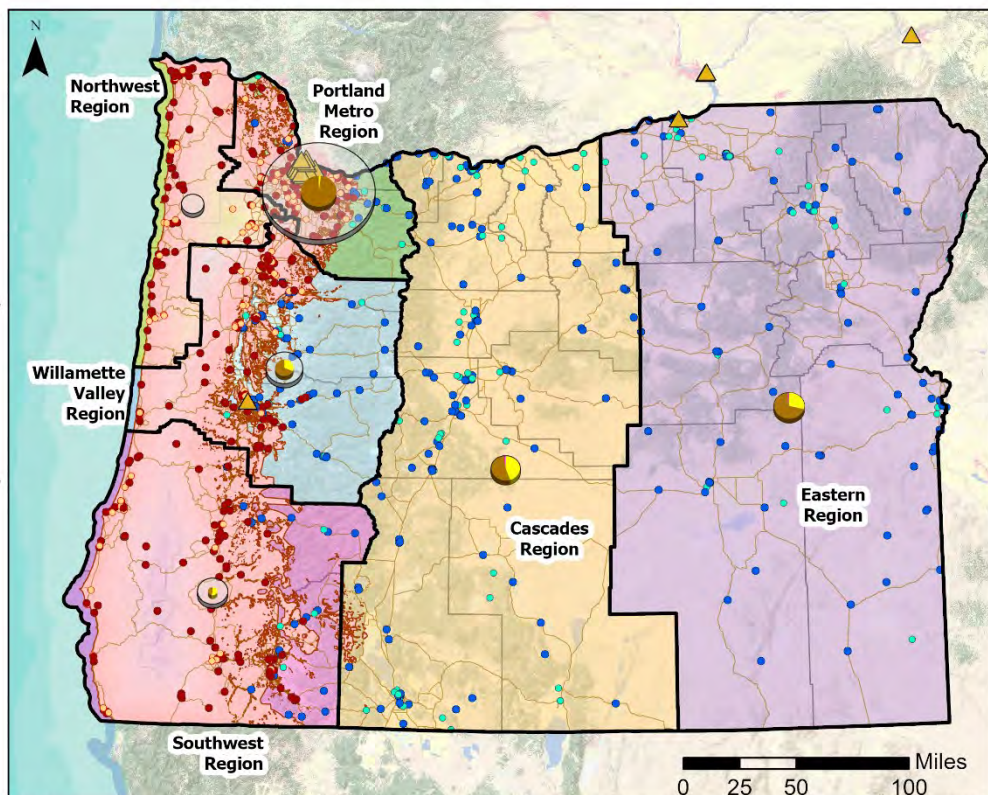 N
Northwest
Region
Portland
Metro
Region
Willamette
Valley
Region
Cascades
Region
Eastern
Region
Southwest
Region
Miles
0 25 50 100